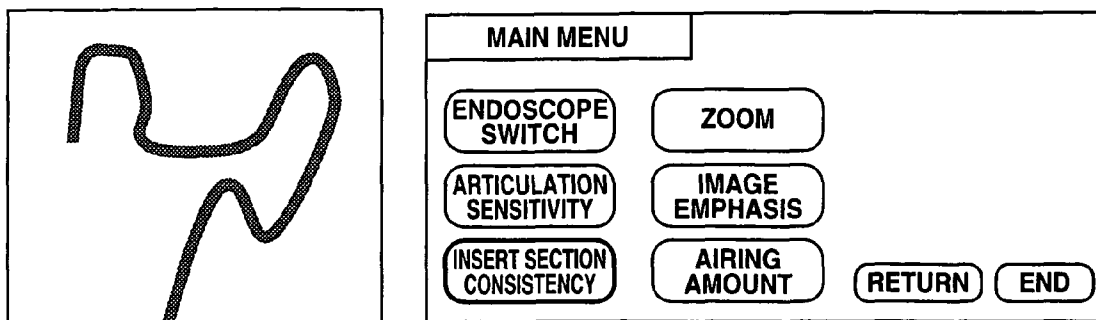 MAIN MENU
ENDOSCOPE
SWITCH
ZOOM
ARTICULATION
SENSITIVITY
IMAGE
EMPHASIS
INSERT SECTION
CONSISTENCY
AIRING
AMOUNT
RETURN
END